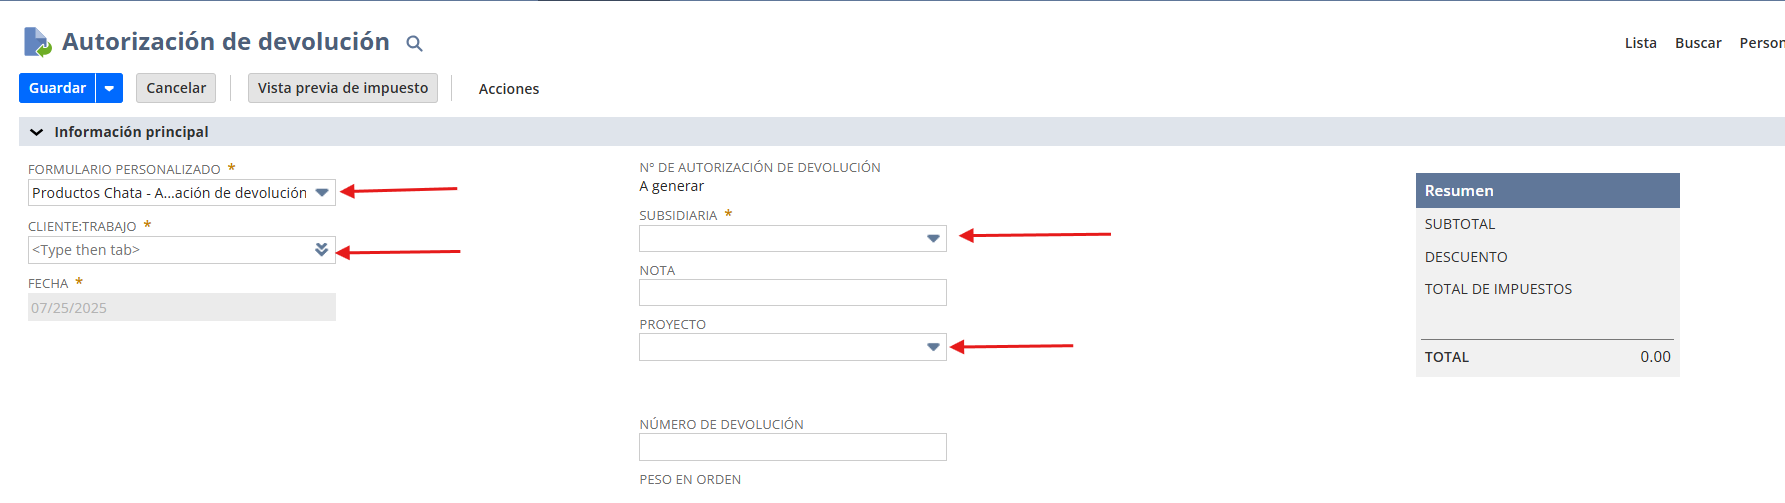 Autorización de devolución
Lista Buscar Person
Guardar Cancelar Vista previa de impuesto Acciones
Información principal
FORMULARIO PERSONALIZADO *
Productos Chata - A...ación de devolución
CLIENTE:TRABAJO *
<Type then tab>
FECHA *
07/25/2025
Nº DE AUTORIZACIÓN DE DEVOLUCIÓN
A generar
SUBSIDIARIA *
NOTA
PROYECTO
NÚMERO DE DEVOLUCIÓN
PESO EN ORDEN
Resumen
SUBTOTAL
DESCUENTO
TOTAL DE IMPUESTOS
TOTAL 0.00